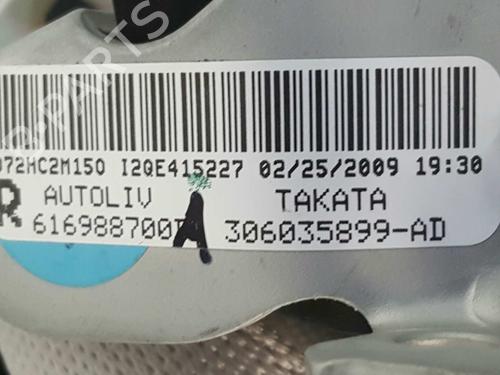 072HC2M150 I2QE415227 02/25/2009 19:30
R AUTOLIV TAKATA
616988700 306035899-AD